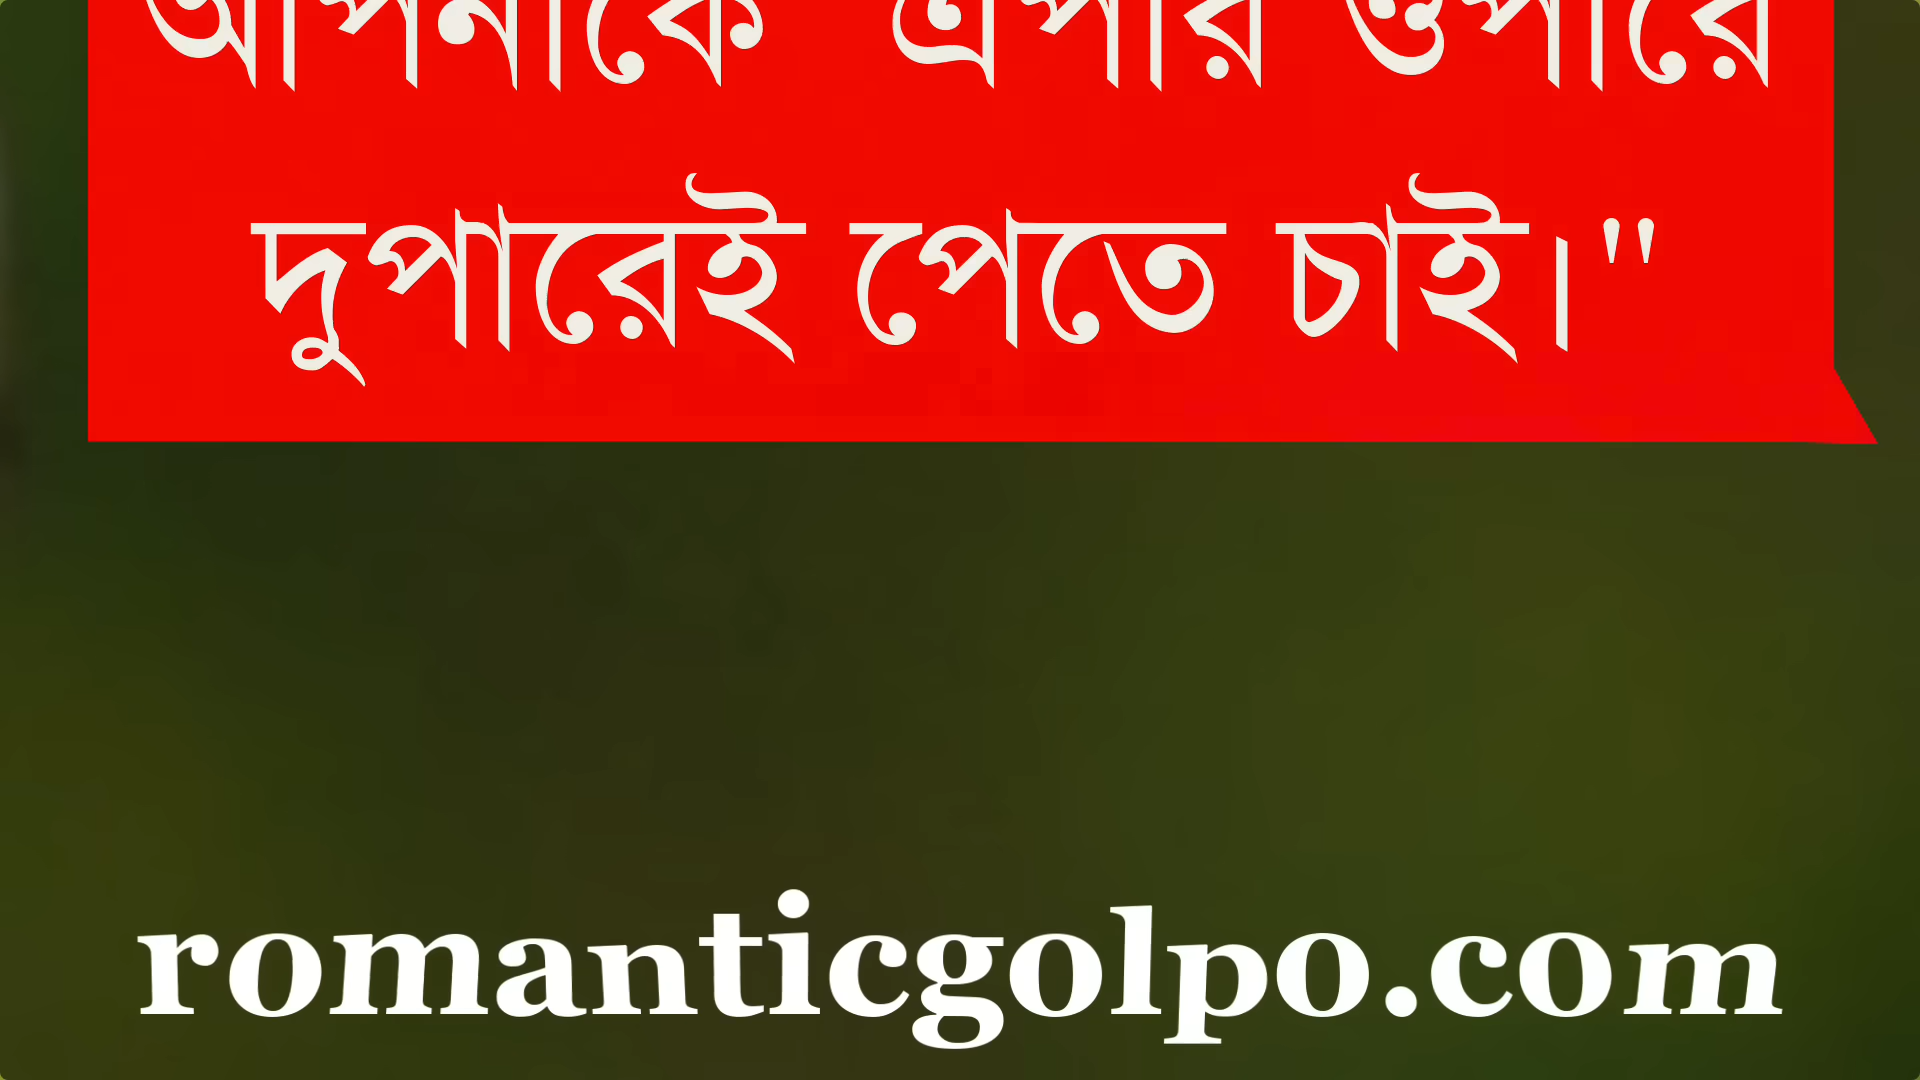 আপনাকে এপার ওপারে
দুপারেই পেতে চাই।"
romanticgolpo.com